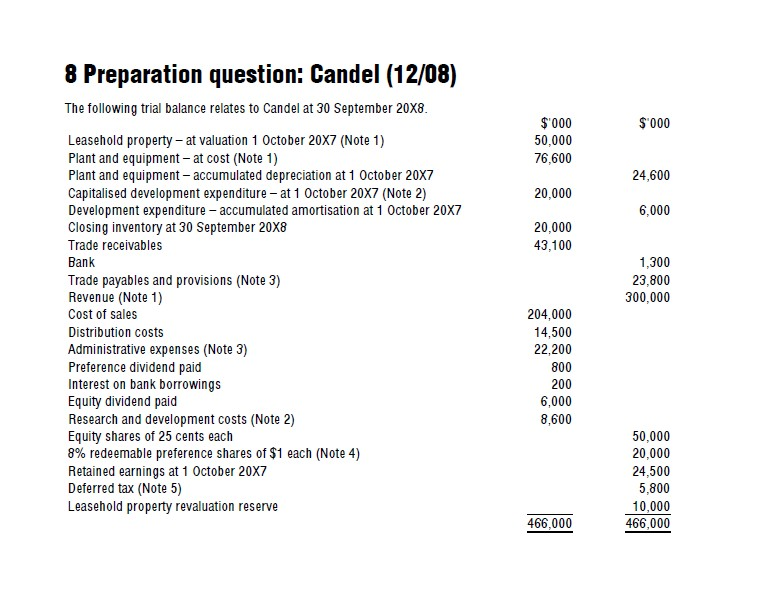 8 Preparation question: Candel (12/08)
The following trial balance relates to Candel at 30 September 20X8.
$'000 $'000
Leasehold property – at valuation 1 October 20X7 (Note 1) 50,000
Plant and equipment – at cost (Note 1) 76,600
Plant and equipment – accumulated depreciation at 1 October 20X7 24,600
Capitalised development expenditure – at 1 October 20X7 (Note 2) 20,000
Development expenditure – accumulated amortisation at 1 October 20X7 6,000
Closing inventory at 30 September 20X8 20,000
Trade receivables 43,100
Bank 1,300
Trade payables and provisions (Note 3) 23,800
Revenue (Note 1) 300,000
Cost of sales 204,000
Distribution costs 14,500
Administrative expenses (Note 3) 22,200
Preference dividend paid 800
Interest on bank borrowings 200
Equity dividend paid 6,000
Research and development costs (Note 2) 8,600
Equity shares of 25 cents each 50,000
8% redeemable preference shares of $1 each (Note 4) 20,000
Retained earnings at 1 October 20X7 24,500
Deferred tax (Note 5) 5,800
Leasehold property revaluation reserve 10,000
466,000 466,000